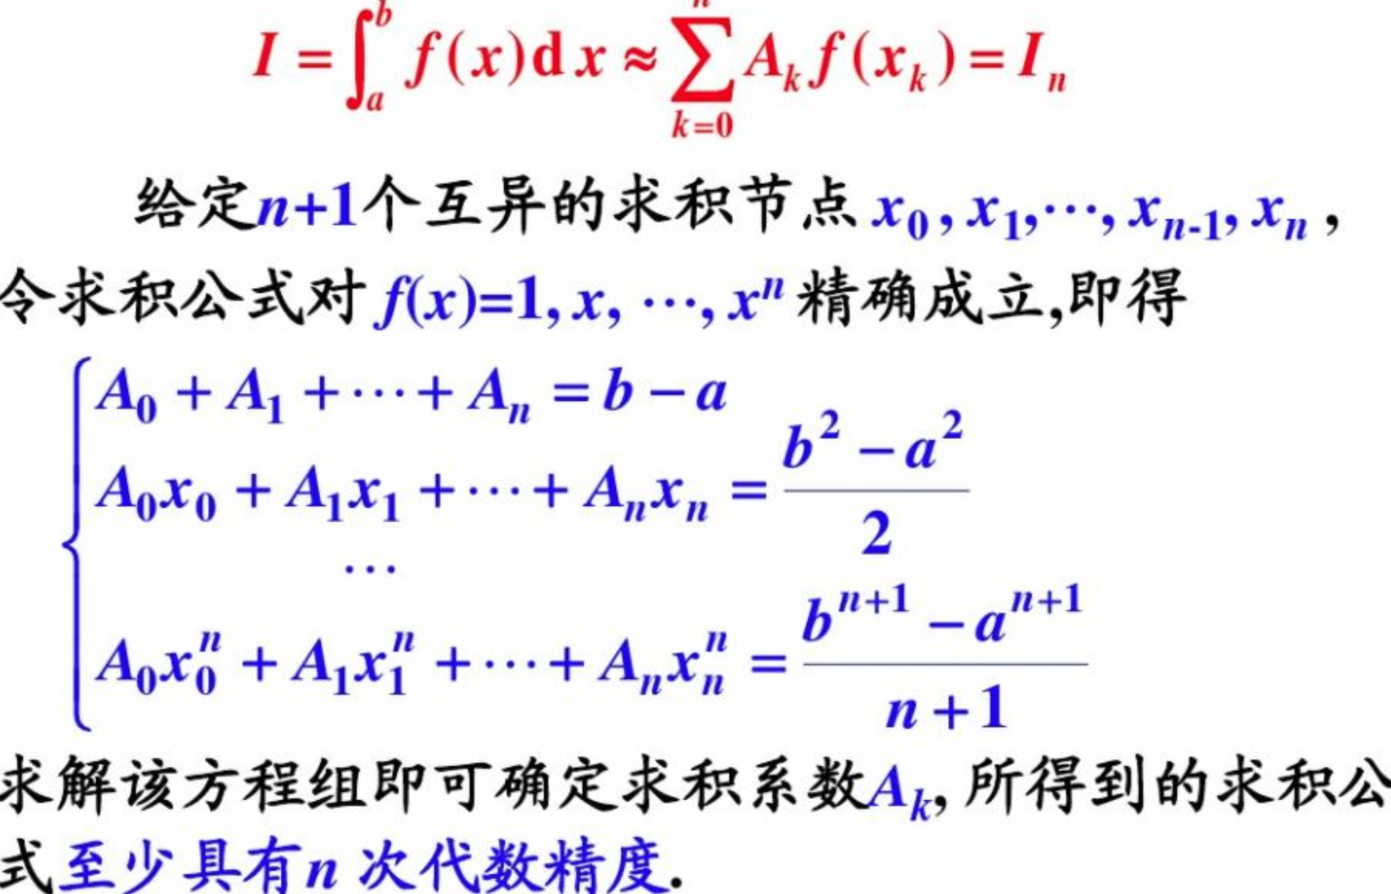 I = ∫_a^b f(x)dx ≈ ∑_{k=0}^n A_k f(x_k) = I_n
给定n+1个互异的求积节点 x_0, x_1, ⋯, x_{n-1}, x_n ,
令求积公式对 f(x)=1, x, ⋯, x^n 精确成立,即得
A_0 + A_1 + ⋯ + A_n = b − a
A_0x_0 + A_1x_1 + ⋯ + A_nx_n = (b^2 − a^2)/2
⋯
A_0x_0^n + A_1x_1^n + ⋯ + A_nx_n^n = (b^{n+1} − a^{n+1})/(n+1)
求解该方程组即可确定求积系数A_k, 所得到的求积公
式至少具有n 次代数精度.